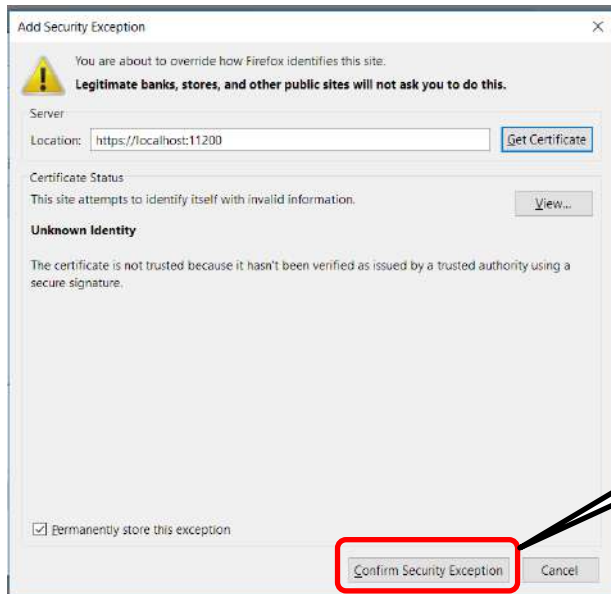 Add Security Exception
You are about to override how Firefox identifies this site.
Legitimate banks, stores, and other public sites will not ask you to do this.
Server
Location: https://localhost:11200 Get Certificate
Certificate Status
This site attempts to identify itself with invalid information. View...
Unknown Identity
The certificate is not trusted because it hasn't been verified as issued by a trusted authority using a
secure signature.
Permanently store this exception
Confirm Security Exception Cancel